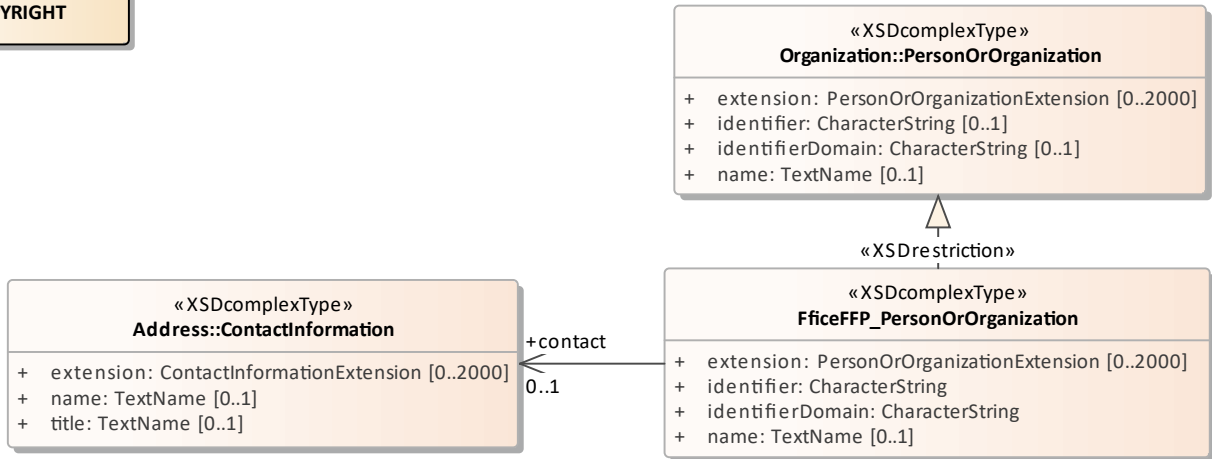 YRIGHT
«XSDcomplexType»
Organization::PersonOrOrganization
+ extension: PersonOrOrganizationExtension [0..2000]
+ identifier: CharacterString [0..1]
+ identifierDomain: CharacterString [0..1]
+ name: TextName [0..1]
«XSDrestriction»
«XSDcomplexType»
Address::ContactInformation
+ extension: ContactInformationExtension [0..2000]
+ name: TextName [0..1]
+ title: TextName [0..1]
+contact
0..1
«XSDcomplexType»
FficeFFP_PersonOrOrganization
+ extension: PersonOrOrganizationExtension [0..2000]
+ identifier: CharacterString
+ identifierDomain: CharacterString
+ name: TextName [0..1]